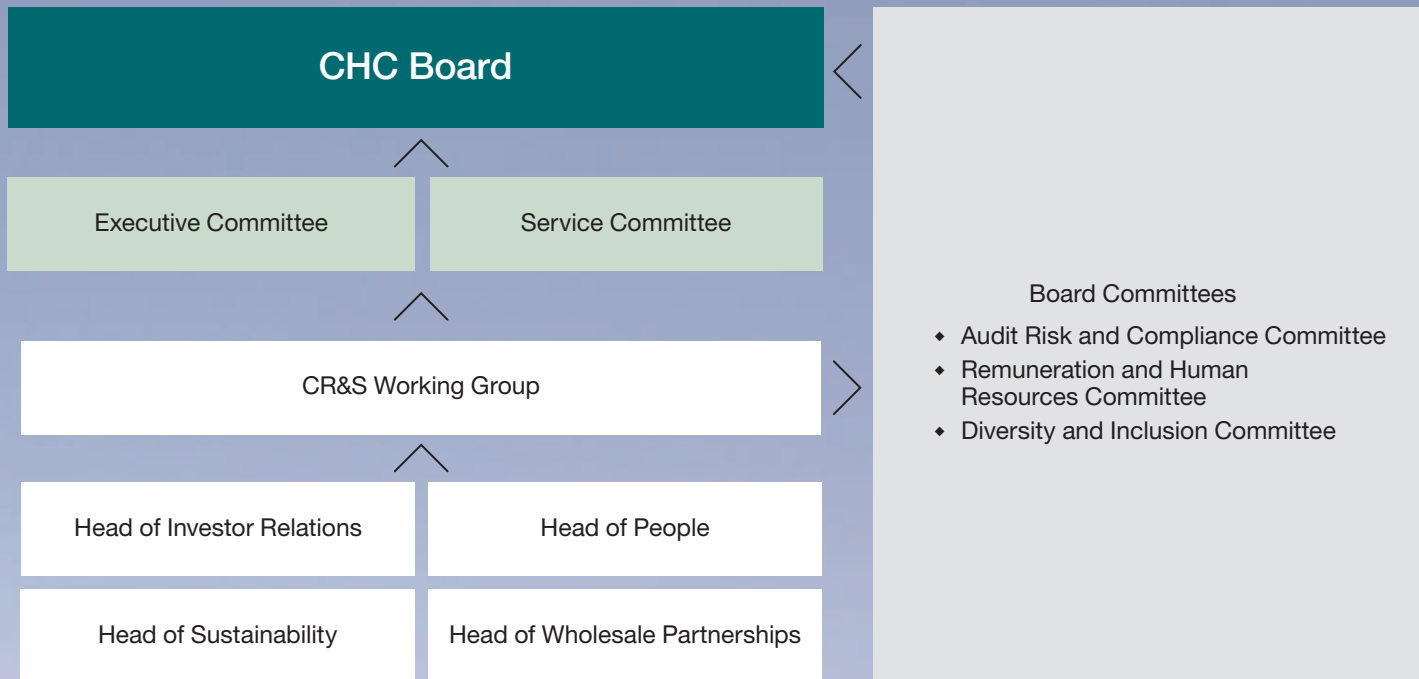 CHC Board
Executive Committee
Service Committee
CR&S Working Group
Head of Investor Relations
Head of People
Head of Sustainability
Head of Wholesale Partnerships
Board Committees
◆ Audit Risk and Compliance Committee
◆ Remuneration and Human
Resources Committee
◆ Diversity and Inclusion Committee